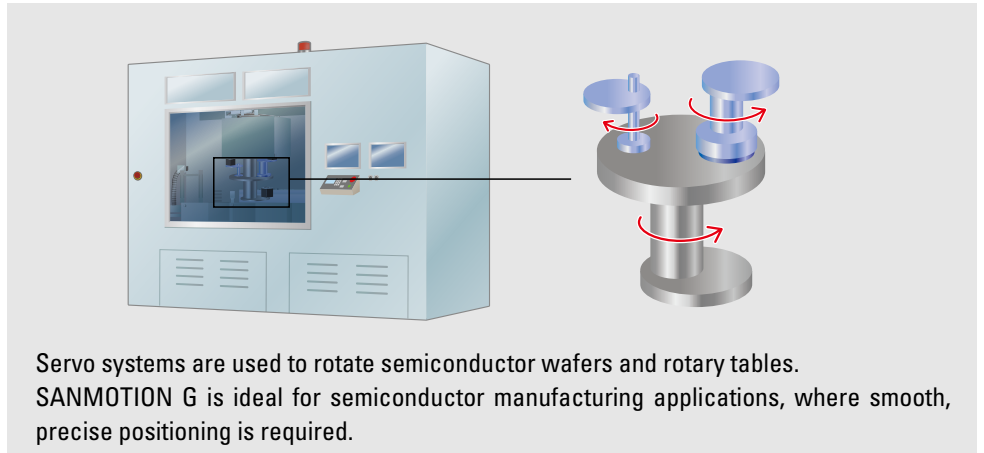 Servo systems are used to rotate semiconductor wafers and rotary tables.
SANMOTION G is ideal for semiconductor manufacturing applications, where smooth,
precise positioning is required.